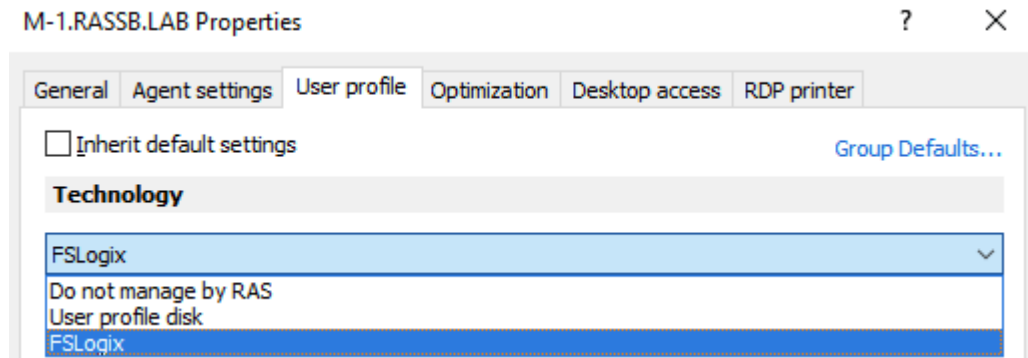 M-1.RASSB.LAB Properties ? ✕
General Agent settings User profile Optimization Desktop access RDP printer
Inherit default settings Group Defaults...
Technology
FSLogix
Do not manage by RAS
User profile disk
FSLogix